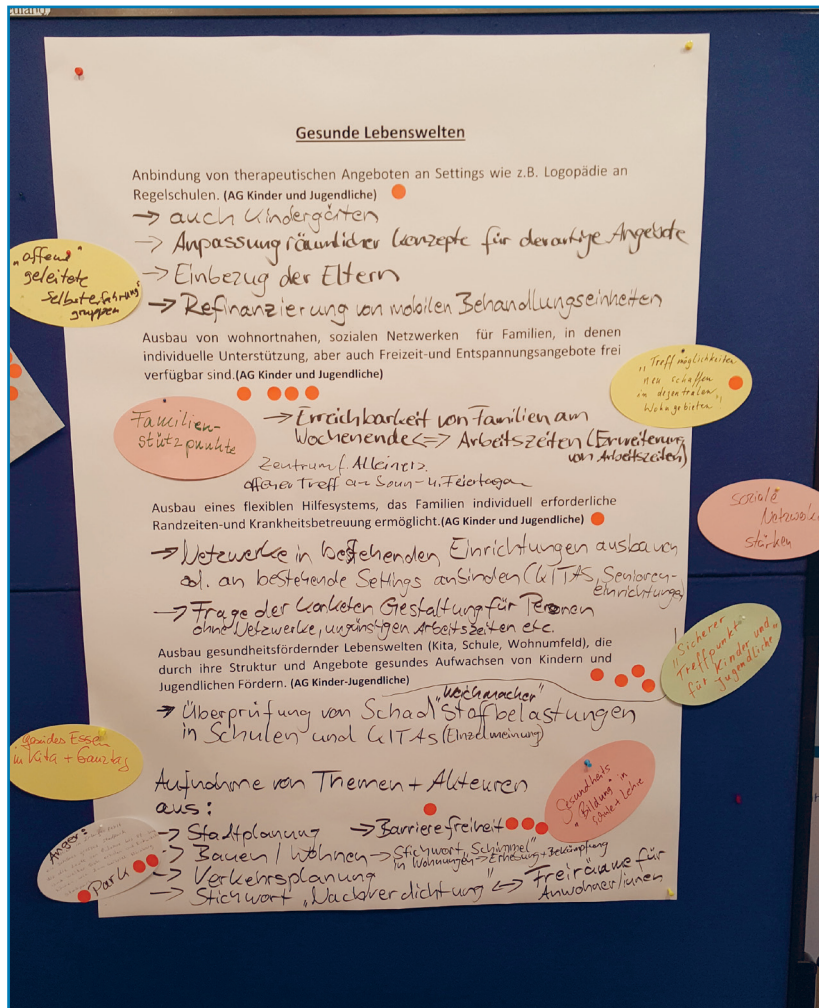 Gesunde Lebenswelten
Anbindung von therapeutischen Angeboten an Settings wie z.B. Logopädie an
Regelschulen. (AG Kinder und Jugendliche)
→ auch Kindergärten
→ Anpassung räumlicher Konzepte für derartige Angebote
→ Einbezug der Eltern
→ Refinanzierung von mobilen Behandlungseinheiten
"offene"
geleitete
Selbsterfahrung
gruppen
Ausbau von wohnortnahen, sozialen Netzwerken für Familien, in denen
individuelle Unterstützung, aber auch Freizeit-und Entspannungsangebote frei
verfügbar sind.(AG Kinder und Jugendliche)
"Treffmöglichkeiten
neu schaffen
in dezentralen
Wohngebieten
Familien-
stützpunkte
→ Erreichbarkeit von Familien am
Wochenende <=> Arbeitszeiten (Erweiterung
von Arbeitszeiten)
Zentrum f. Alleinerz.
offener Treff an Sonn- u. Feiertagen
Ausbau eines flexiblen Hilfesystems, das Familien individuell erforderliche
Randzeiten-und Krankheitsbetreuung ermöglicht.(AG Kinder und Jugendliche)
soziale
Netzwerke
stärken
→ Netzwerke in bestehenden Einrichtungen ausbauen
od. an bestehende Settings anbinden (KITAS, Senioren-
einrichtungen)
→ Frage der konketen Gestaltung für Personen
ohne Netzwerke, ungünstigen Arbeitszeiten etc.
"Sicherer
Treffpunkt
für Kinder und"
Jugendliche
Ausbau gesundheitsfördernder Lebenswelten (Kita, Schule, Wohnumfeld), die
durch ihre Struktur und Angebote gesundes Aufwachsen von Kindern und
Jugendlichen Fördern. (AG Kinder-Jugendliche)
"Weichmacher"
→ Überprüfung von Schadstoffbelastungen
in Schulen und KITAS (Einzelmeinung)
gesundes Essen
in Kita + Ganztag
Aufnahme von Themen + Akteuren
aus:
Gesundheits
"Bildung" in
Schule + Lehre
→ Stadtplanung → Barrierefreiheit
→ Bauen / Wohnen → Stichwort "Schimmel"
in Wohnungen → Erfassung + Bekämpfung
→ Verkehrsplanung
→ Stichwort "Nachverdichtung" <-> Freiräume für
Anwohner/innen
Anger:
Park